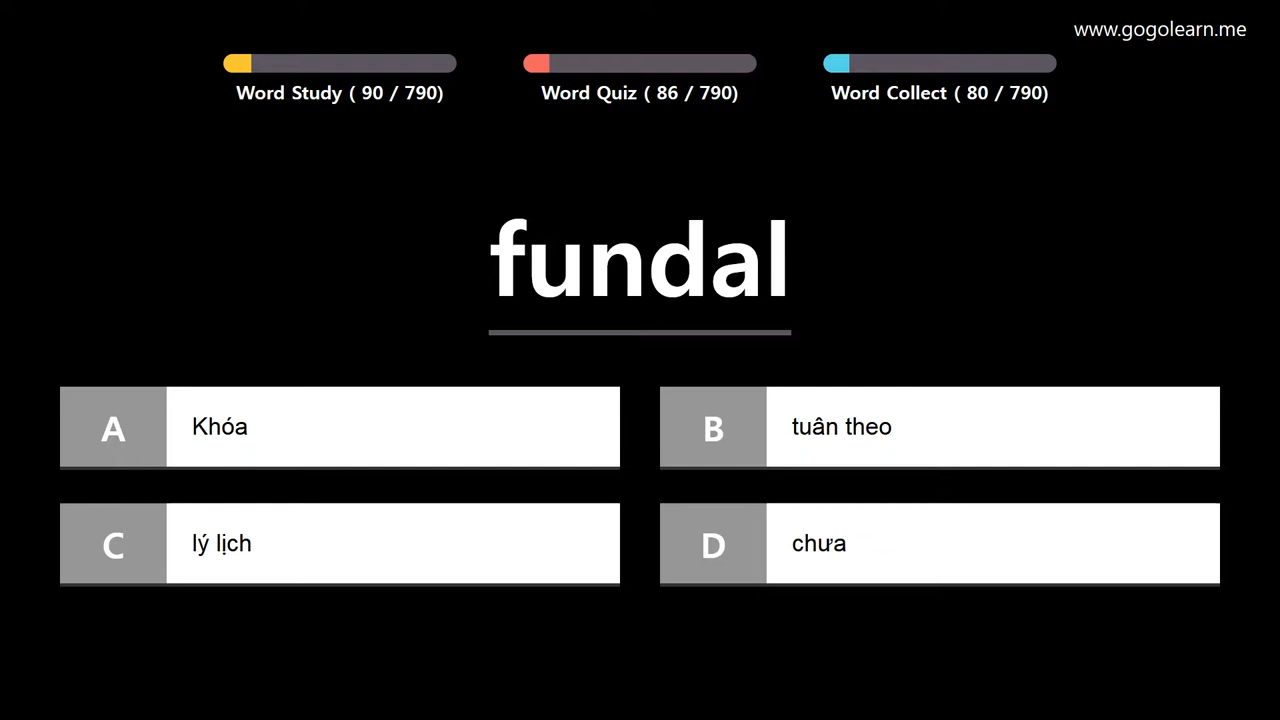 www.gogolearn.me
Word Study ( 90 / 790)
Word Quiz ( 86 / 790)
Word Collect ( 80 / 790)
fundal
A Khóa
B tuân theo
C lý lịch
D chưa